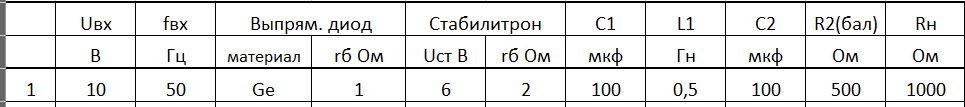 Uвх fвх Выпрям. диод Стабилитрон C1 L1 C2 R2(бал) Rн
В Гц материал rб Ом Uст В rб Ом мкф Гн мкф Ом Ом
1 10 50 Ge 1 6 2 100 0,5 100 500 1000